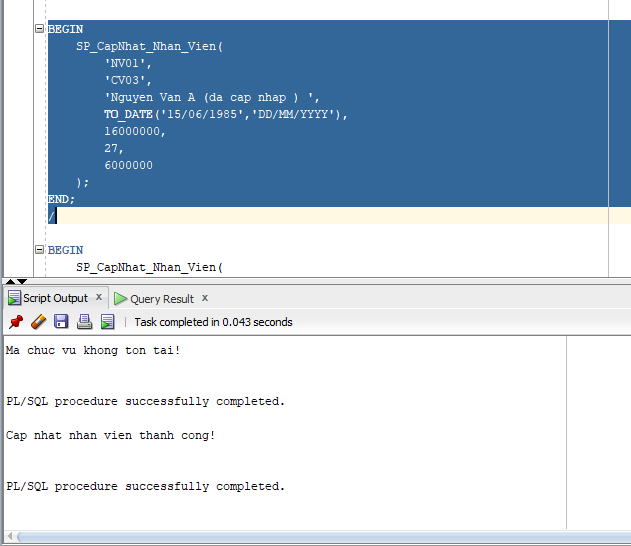 BEGIN
SP_CapNhat_Nhan_Vien(
'NV01',
'CV03',
'Nguyen Van A (da cap nhap ) ',
TO_DATE('15/06/1985','DD/MM/YYYY'),
16000000,
27,
6000000
);
END;
/
BEGIN
SP_CapNhat_Nhan_Vien(
Script Output x Query Result x
Task completed in 0.043 seconds
Ma chuc vu khong ton tai!
PL/SQL procedure successfully completed.
Cap nhat nhan vien thanh cong!
PL/SQL procedure successfully completed.